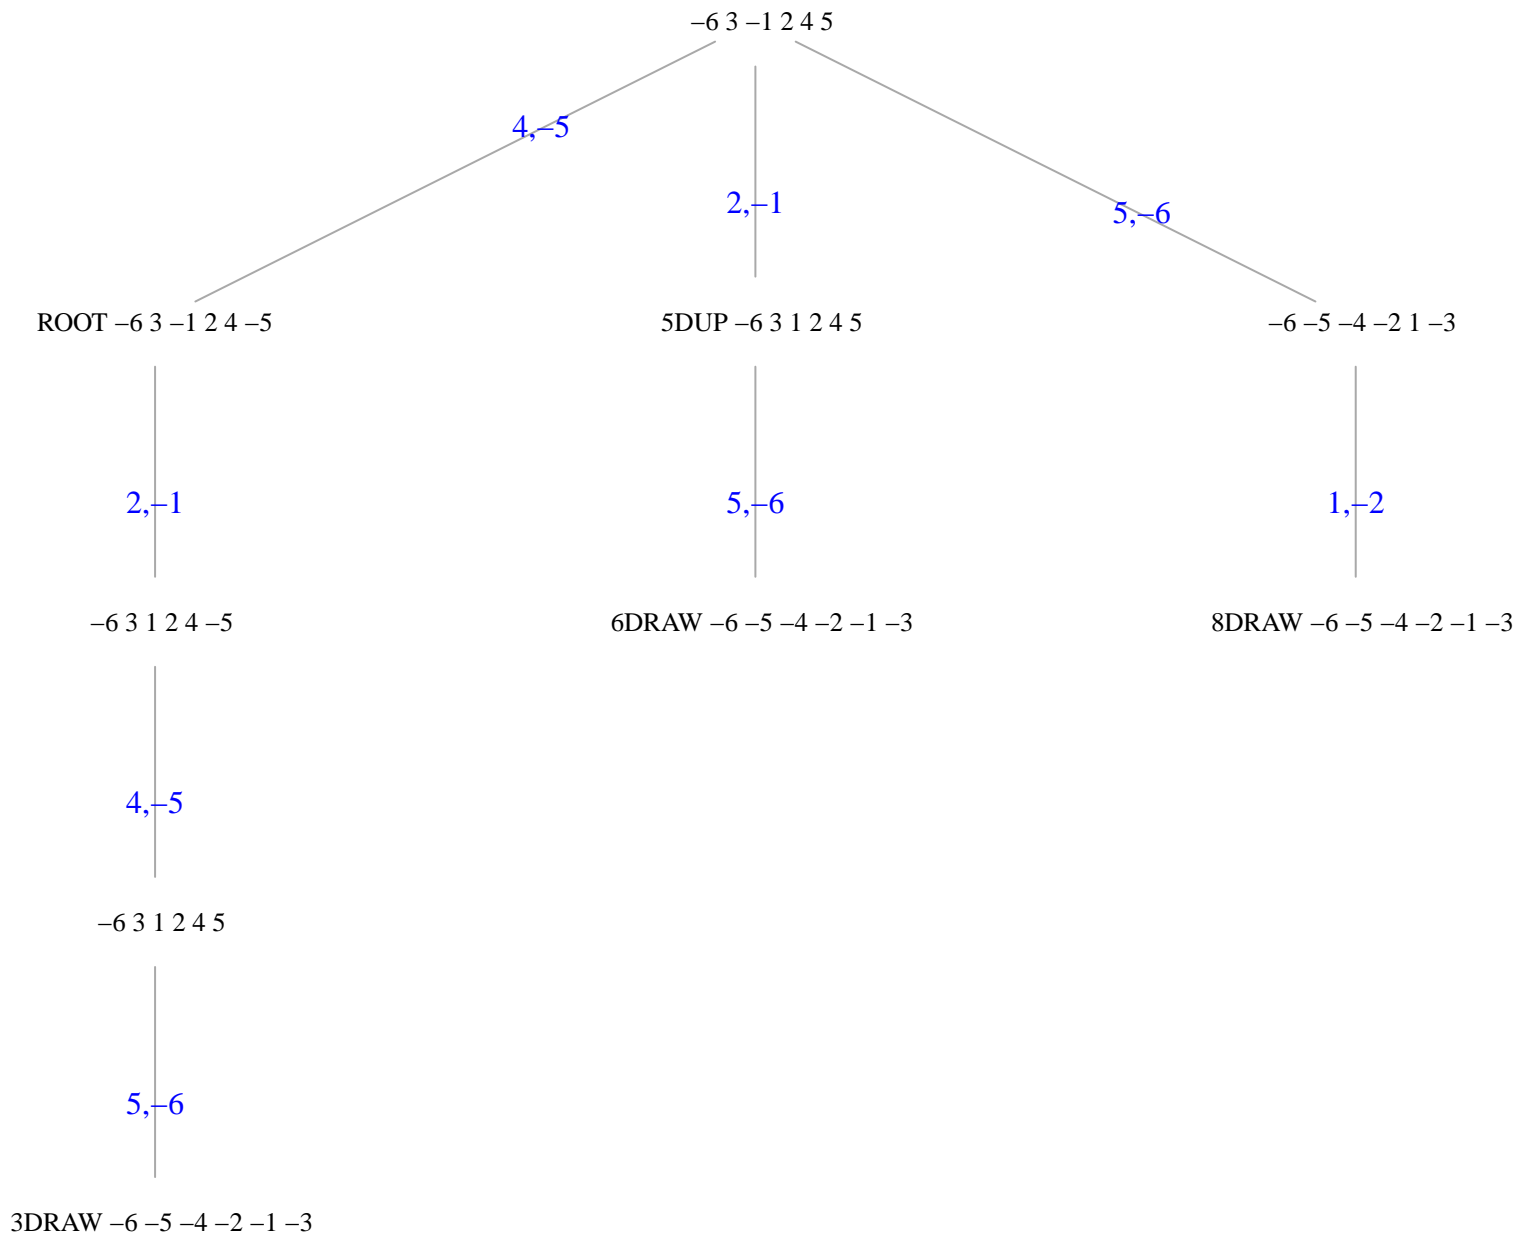 –6 3 –1 2 4 5
4,–5
2,–1
5,–6
ROOT –6 3 –1 2 4 –5
5DUP –6 3 1 2 4 5
–6 –5 –4 –2 1 –3
2,–1
5,–6
1,–2
–6 3 1 2 4 –5
6DRAW –6 –5 –4 –2 –1 –3
8DRAW –6 –5 –4 –2 –1 –3
4,–5
–6 3 1 2 4 5
5,–6
3DRAW –6 –5 –4 –2 –1 –3